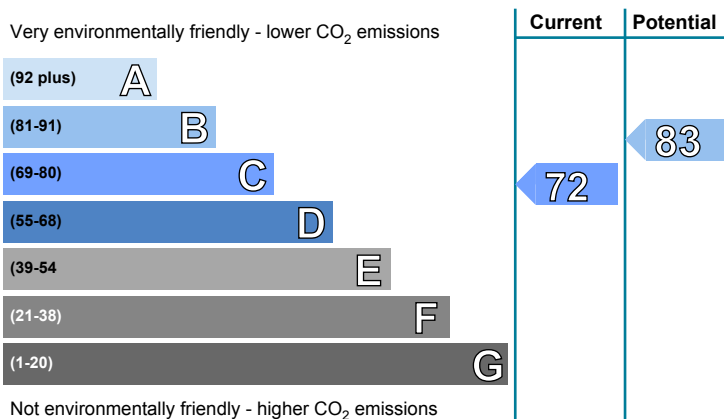 Current Potential
Very environmentally friendly - lower CO2 emissions
(92 plus) A
(81-91) B
83
(69-80) C
72
(55-68) D
(39-54 E
(21-38) F
(1-20) G
Not environmentally friendly - higher CO2 emissions